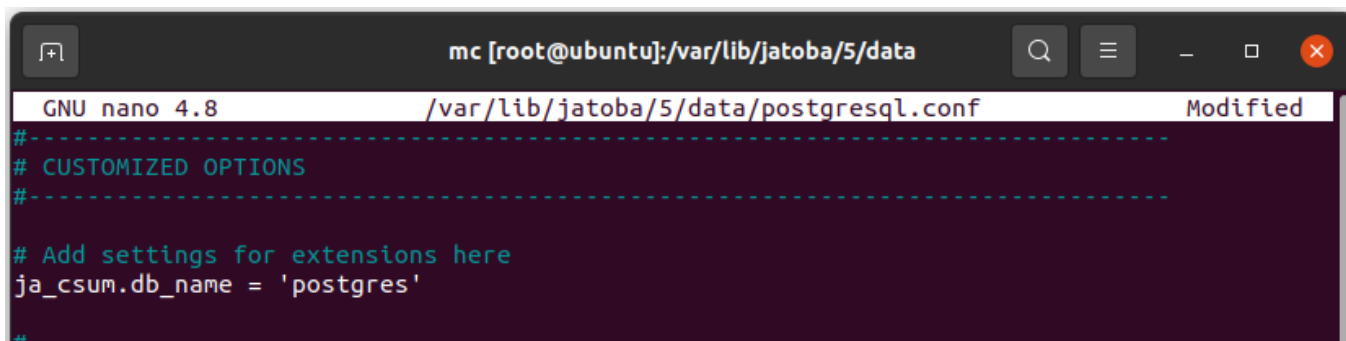 mc [root@ubuntu]:/var/lib/jatoba/5/data
GNU nano 4.8 /var/lib/jatoba/5/data/postgresql.conf Modified
#------------------------------------------------------------------------------
# CUSTOMIZED OPTIONS
#------------------------------------------------------------------------------
# Add settings for extensions here
ja_csum.db_name = 'postgres'
#